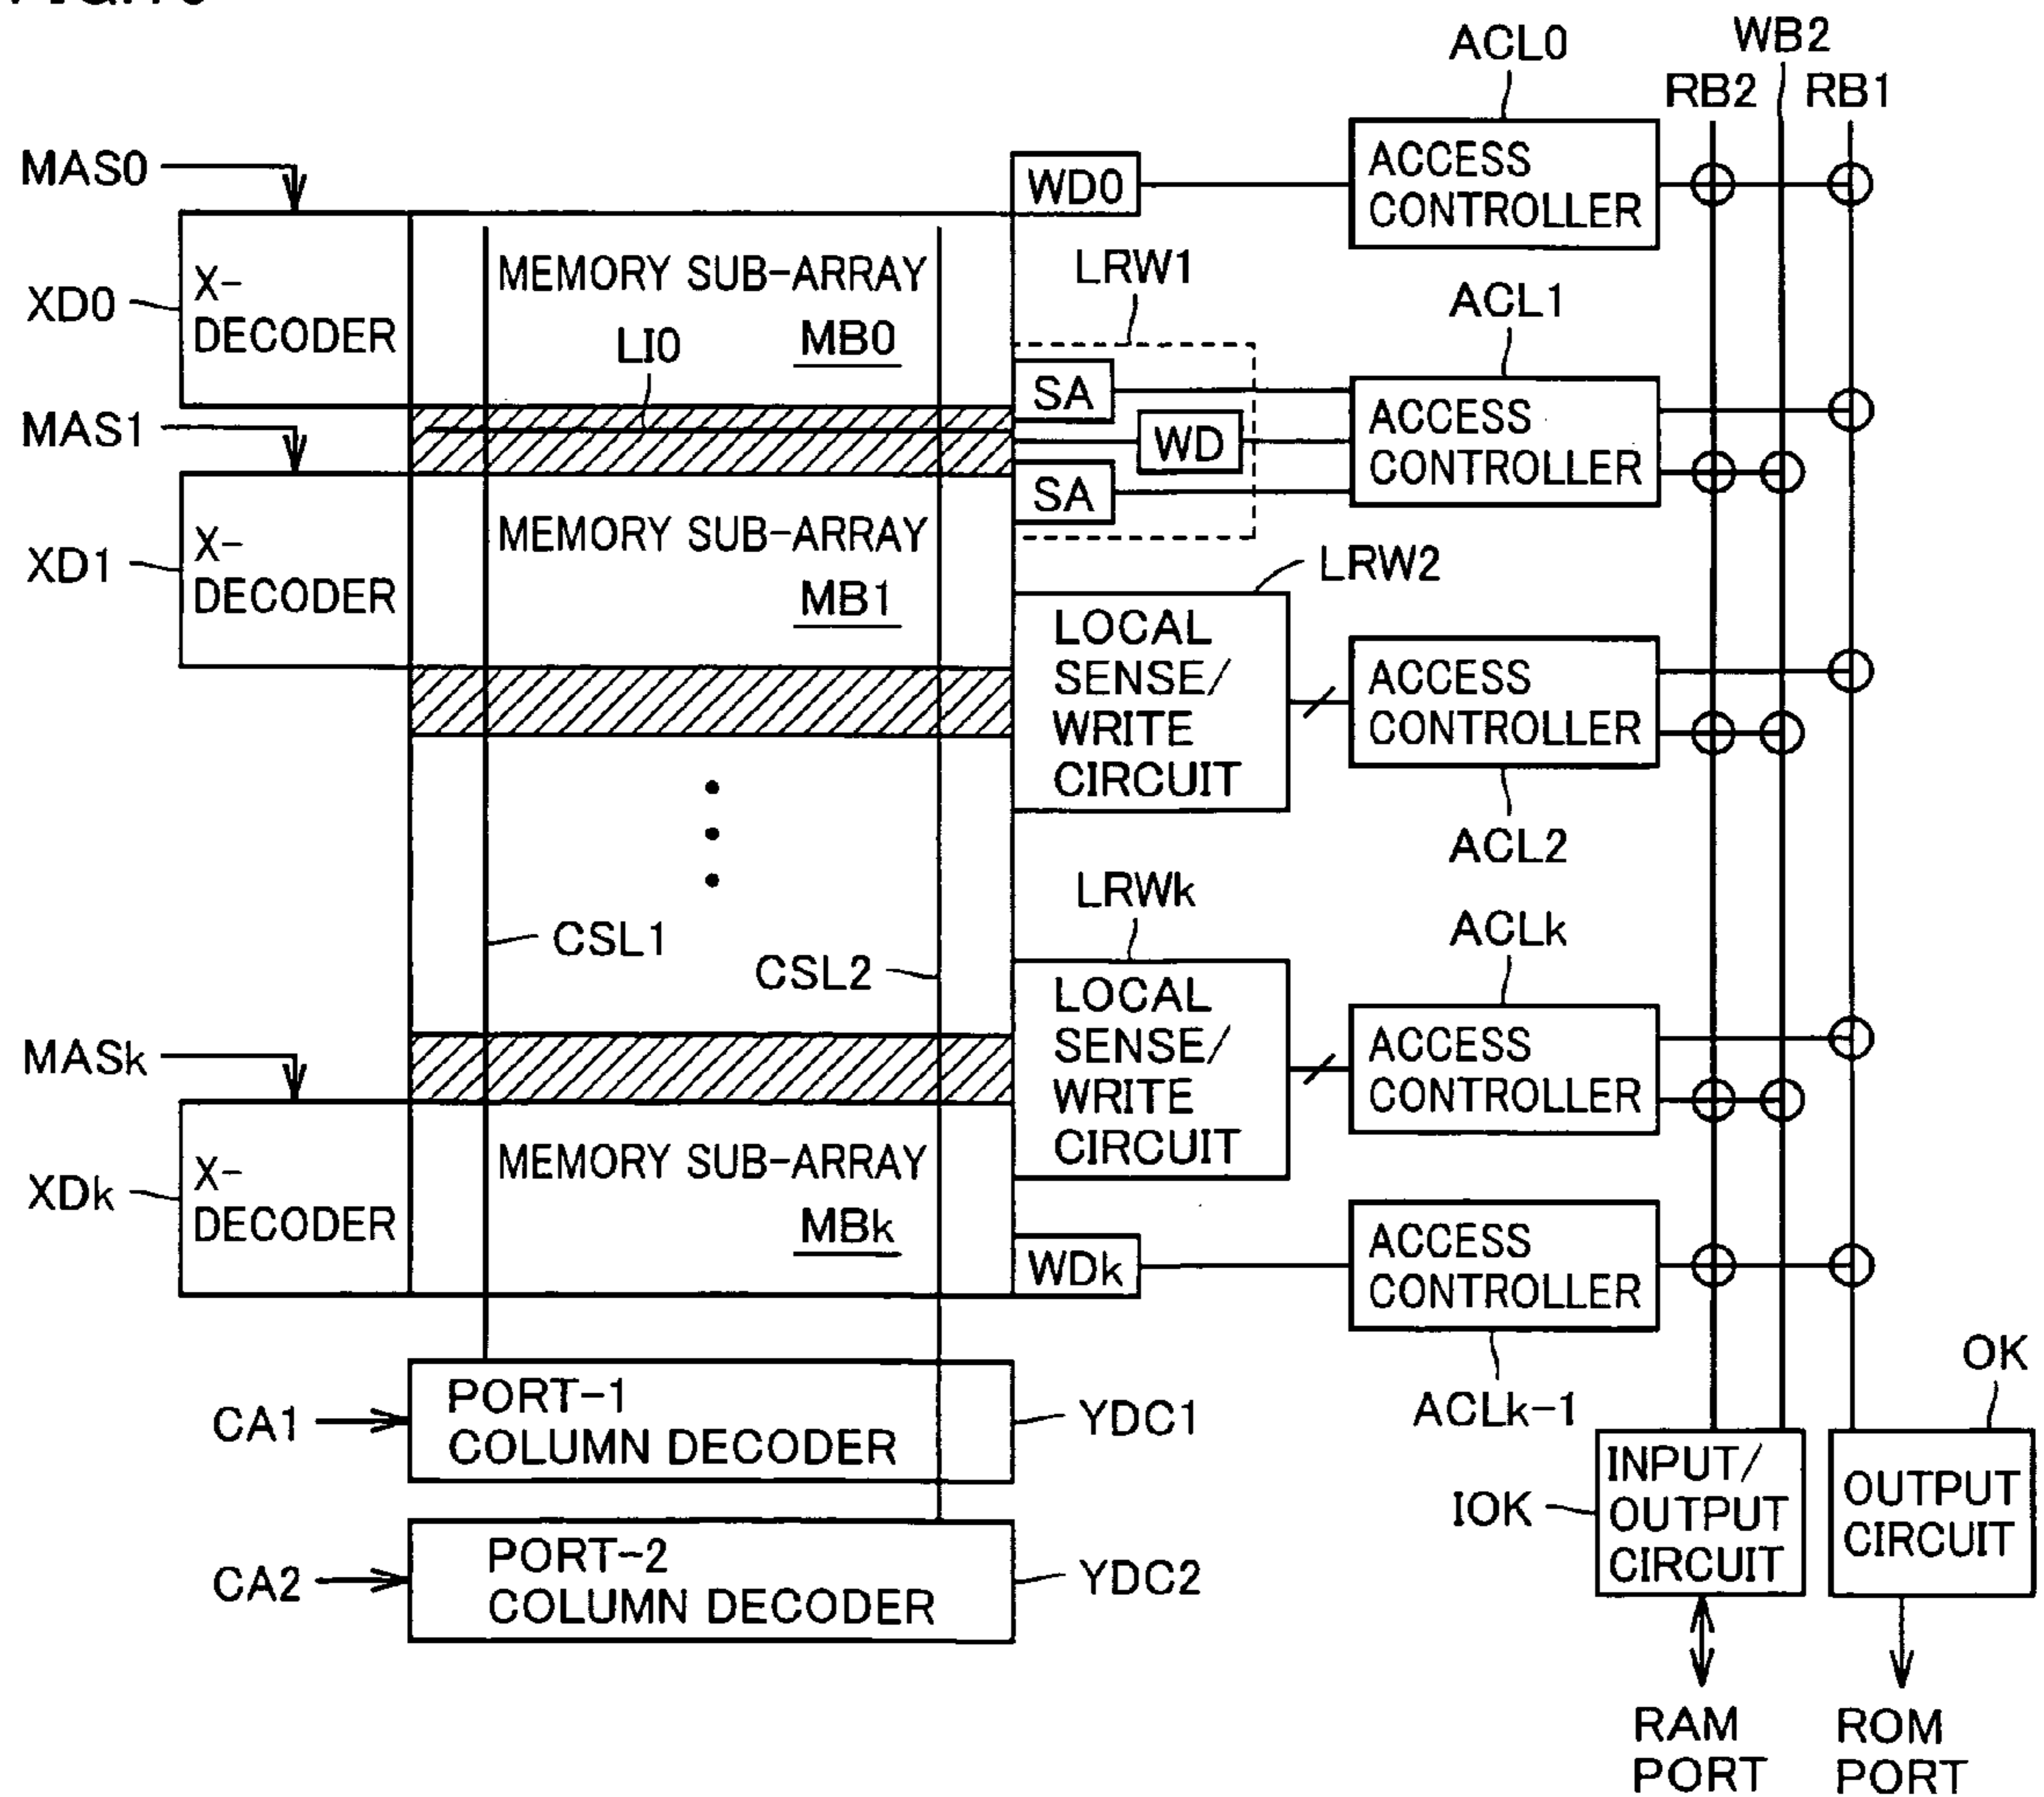 ACL0
WB2
RB2
RB1
MAS0
WD0
ACCESS
CONTROLLER
XD0
X-
DECODER
MEMORY SUB-ARRAY
MB0
LI0
LRW1
ACL1
SA
WD
SA
ACCESS
CONTROLLER
MAS1
XD1
X-
DECODER
MEMORY SUB-ARRAY
MB1
LRW2
LOCAL
SENSE/
WRITE
CIRCUIT
ACCESS
CONTROLLER
ACL2
CSL1
CSL2
LRWk
ACLk
LOCAL
SENSE/
WRITE
CIRCUIT
ACCESS
CONTROLLER
MASk
XDk
X-
DECODER
MEMORY SUB-ARRAY
MBk
WDk
ACCESS
CONTROLLER
ACLk-1
CA1
PORT-1
COLUMN DECODER
YDC1
CA2
PORT-2
COLUMN DECODER
YDC2
OK
IOK
INPUT/
OUTPUT
CIRCUIT
OUTPUT
CIRCUIT
RAM
PORT
ROM
PORT